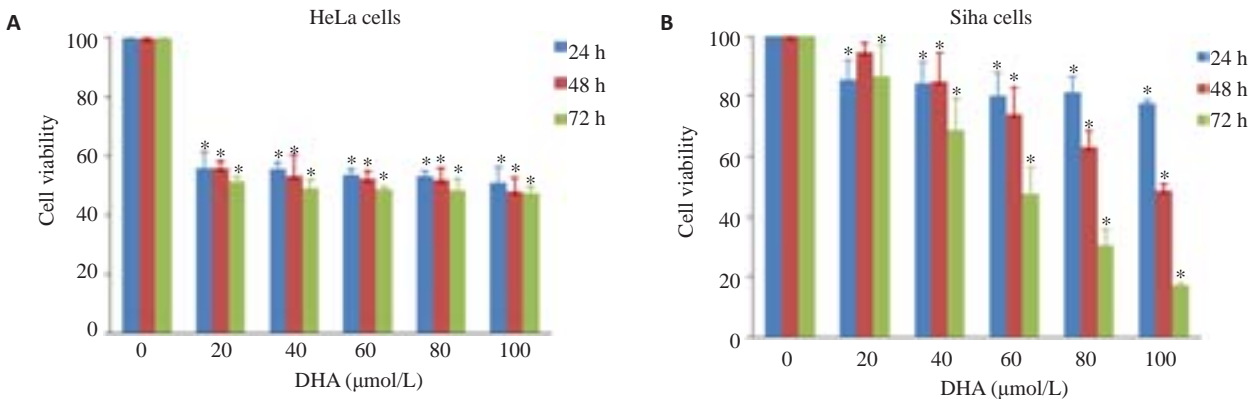 A
HeLa cells
Cell viability
100
80
60
40
20
0
* * *
* * *
* * *
* * *
* * *
0 20 40 60 80 100
DHA (μmol/L)
24 h
48 h
72 h
B
Siha cells
Cell viability
100
80
60
40
20
0
* *
* * *
* * *
* * *
* * *
0 20 40 60 80 100
DHA (μmol/L)
24 h
48 h
72 h